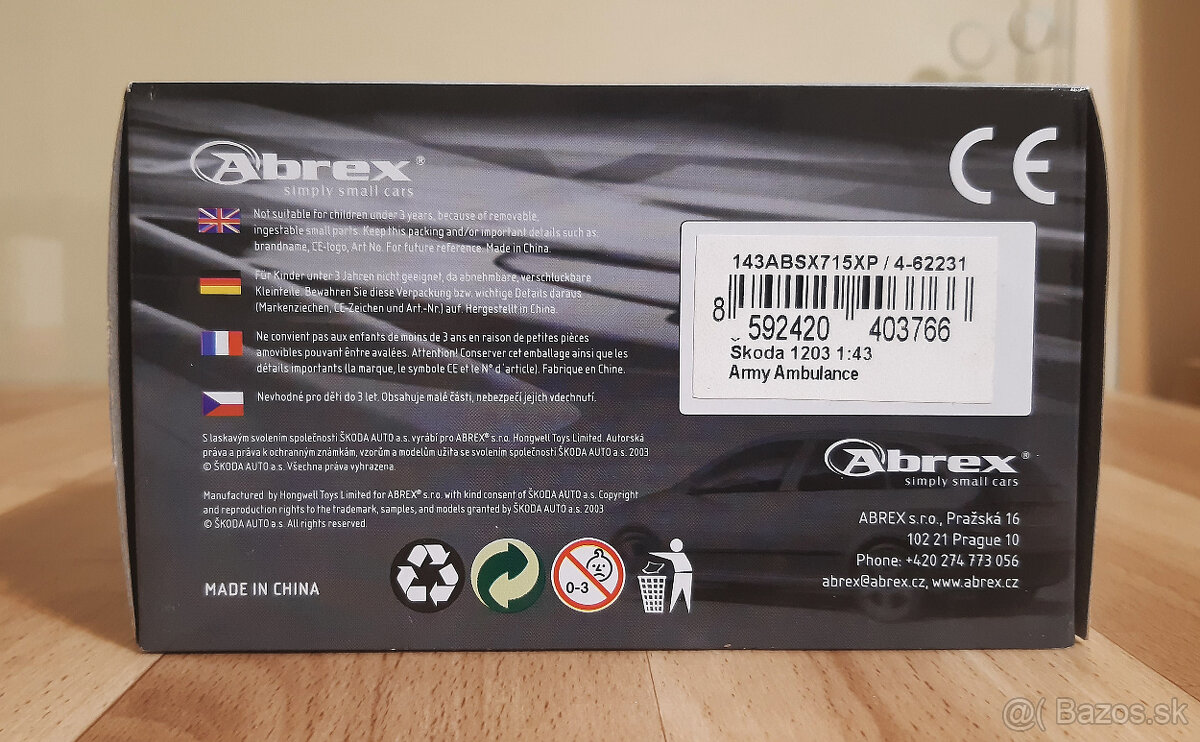 Abrex®
simply small cars
Not suitable for children under 3 years, because of removable,
ingestable small parts. Keep this packing and/or important details such as
brandname, CE-logo, Art No. For future reference. Made in China.
Für Kinder unter 3 Jahren nicht geeignet, da abnehmbare, verschluckbare
Kleinfeile. Bewahren Sie diese Verpackung bzw. wichtige Details daraus
(Markenziechen, CE-Zeichen und Art.-Nr.) auf. Hergestellt in China.
Ne convient pas aux enfants de moins de 3 ans en raison de petites pièces
amovibles pouvant êntre avalées. Attention! Conserver cet emballage ainsi que les
détails importants (la marque, le symbole CE et le N° d'article). Fabrique en Chine.
Nevhodné pro děti do 3 let. Obsahuje malé části, nebezpečí jejich vdechnutí.
S laskavým svolením společnosti ŠKODA AUTO a.s. vyrábí pro ABREX® s.r.o. Hongwell Toys Limited. Autorská
práva a práva k ochranným známkám, vzorům a modelům užita se svolením společnosti ŠKODA AUTO a.s. 2003
© ŠKODA AUTO a.s. Všechna práva vyhrazena.
Manufactured by Hongwell Toys Limited for ABREX® s.r.o. with kind consent of ŠKODA AUTO a.s. Copyright
and reproduction rights to the trademark, samples, and models granted by ŠKODA AUTO a.s. 2003
© ŠKODA AUTO a.s. All rights reserved.
MADE IN CHINA
0-3
CE
143ABSX715XP / 4-62231
8 592420 403766
Škoda 1203 1:43
Army Ambulance
Abrex®
simply small cars
ABREX s.r.o., Pražská 16
102 21 Prague 10
Phone: +420 274 773 056
abrex@abrex.cz, www.abrex.cz
@( Bazos.sk